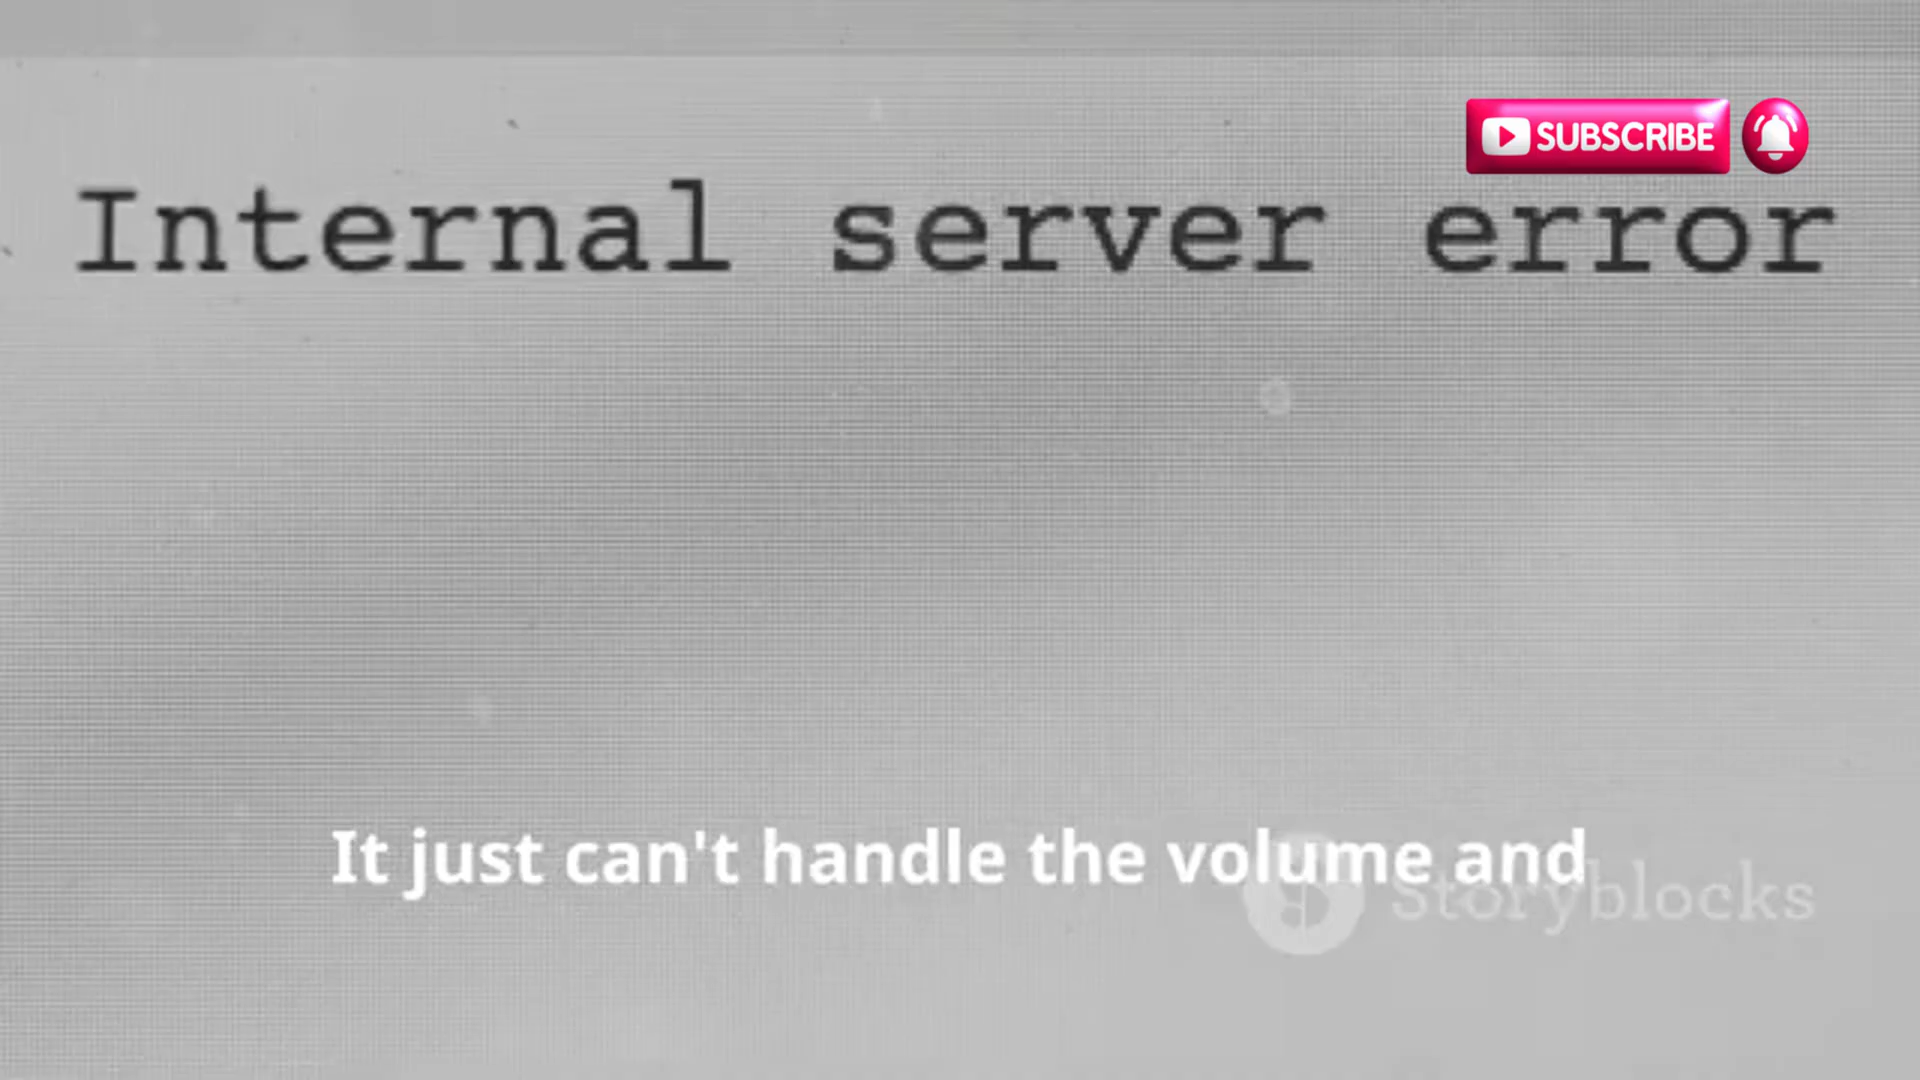 SUBSCRIBE
Internal server error
It just can't handle the volume and
Storyblocks